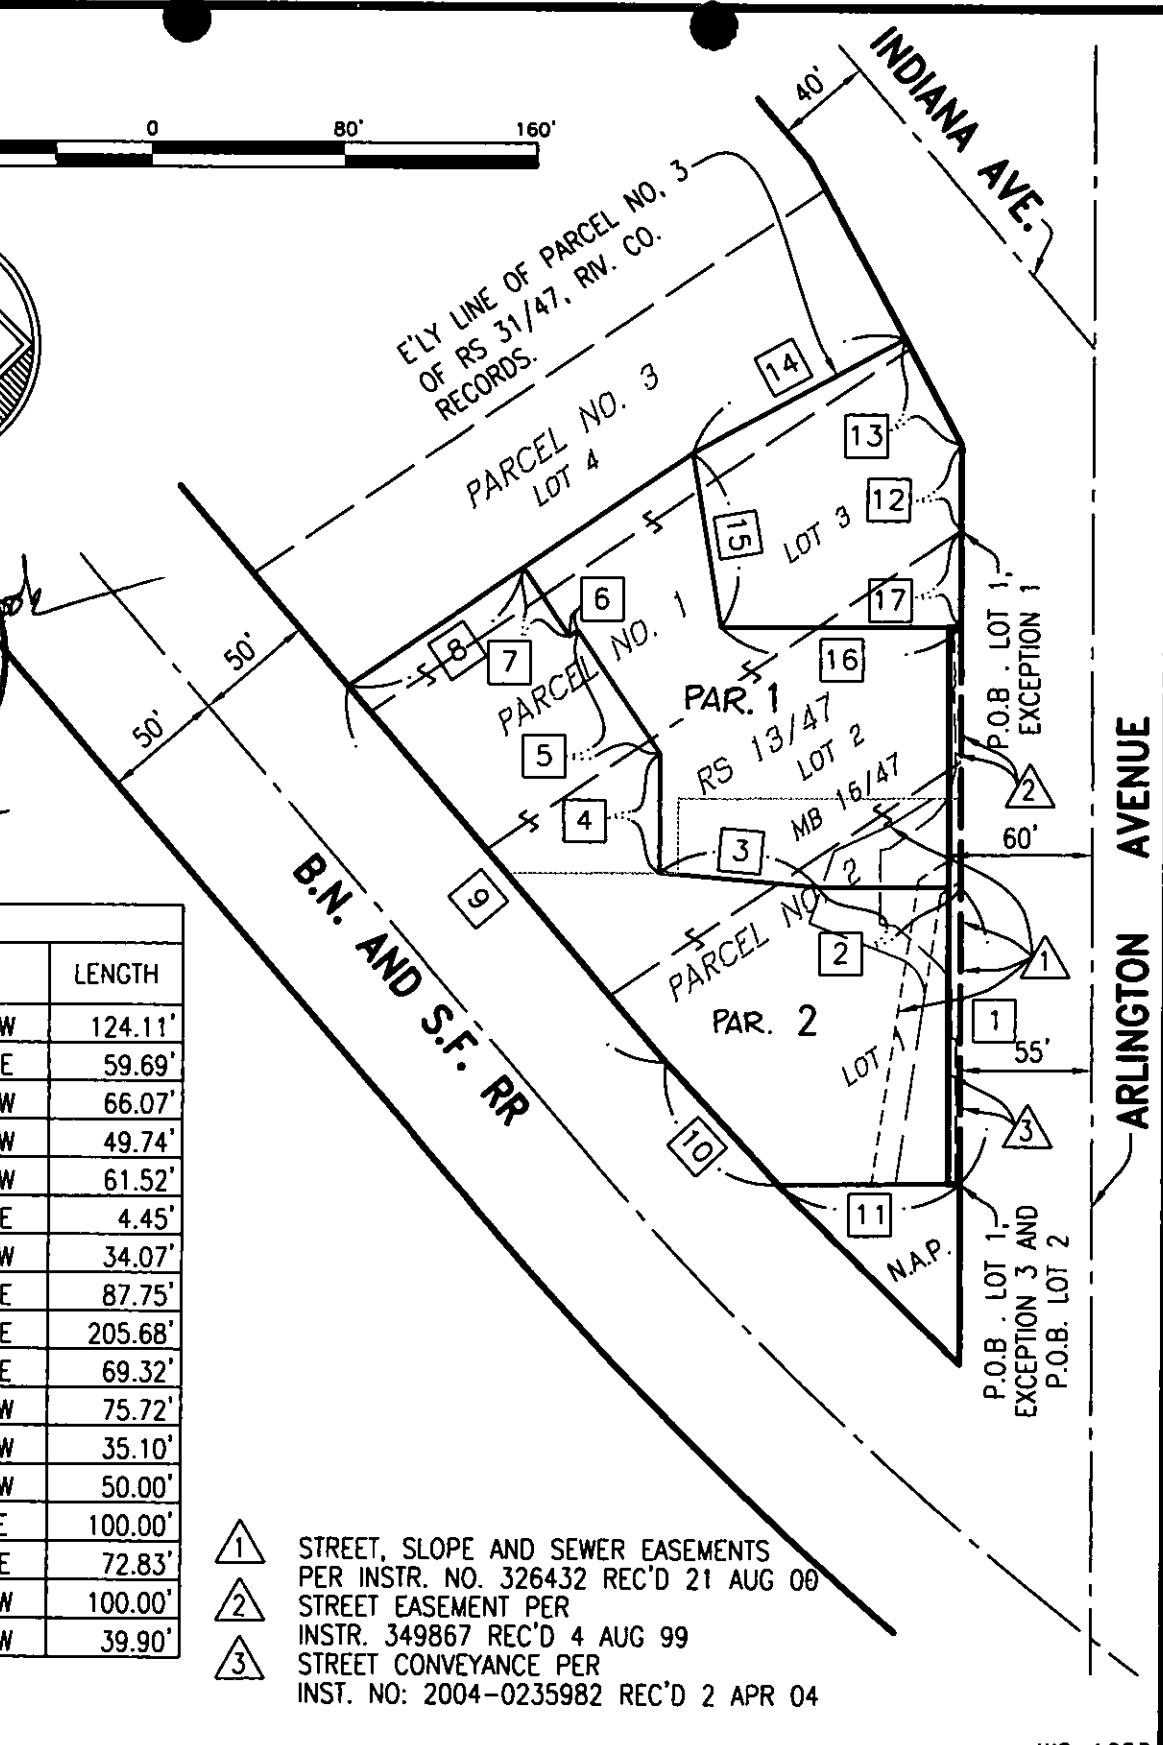 0
80'
160'
40'
INDIANA AVE.
E'LY LINE OF PARCEL NO. 3
OF RS 31/47, RIV. CO.
RECORDS.
PARCEL NO. 3
LOT 4
14
13
12
15
LOT 3
17
6
8
7
PARCEL NO. 1
16
P.O.B. LOT 1,
EXCEPTION 1
50'
50'
PAR. 1
RS 13/47
LOT 2
MB 16/47
5
4
3
2
60'
9
B.N. AND S.F. RR
PARCEL NO. 2
2
1
1
PAR. 2
LOT 1
55'
3
ARLINGTON AVENUE
10
11
N.A.P.
P.O.B. LOT 1,
EXCEPTION 3 AND
P.O.B. LOT 2
LENGTH
W 124.11'
E 59.69'
W 66.07'
W 49.74'
W 61.52'
E 4.45'
W 34.07'
E 87.75'
E 205.68'
E 69.32'
W 75.72'
W 35.10'
W 50.00'
E 100.00'
E 72.83'
W 100.00'
W 39.90'
1 STREET, SLOPE AND SEWER EASEMENTS
PER INSTR. NO. 326432 REC'D 21 AUG 00
2 STREET EASEMENT PER
INSTR. 349867 REC'D 4 AUG 99
3 STREET CONVEYANCE PER
INST. NO: 2004-0235982 REC'D 2 APR 04